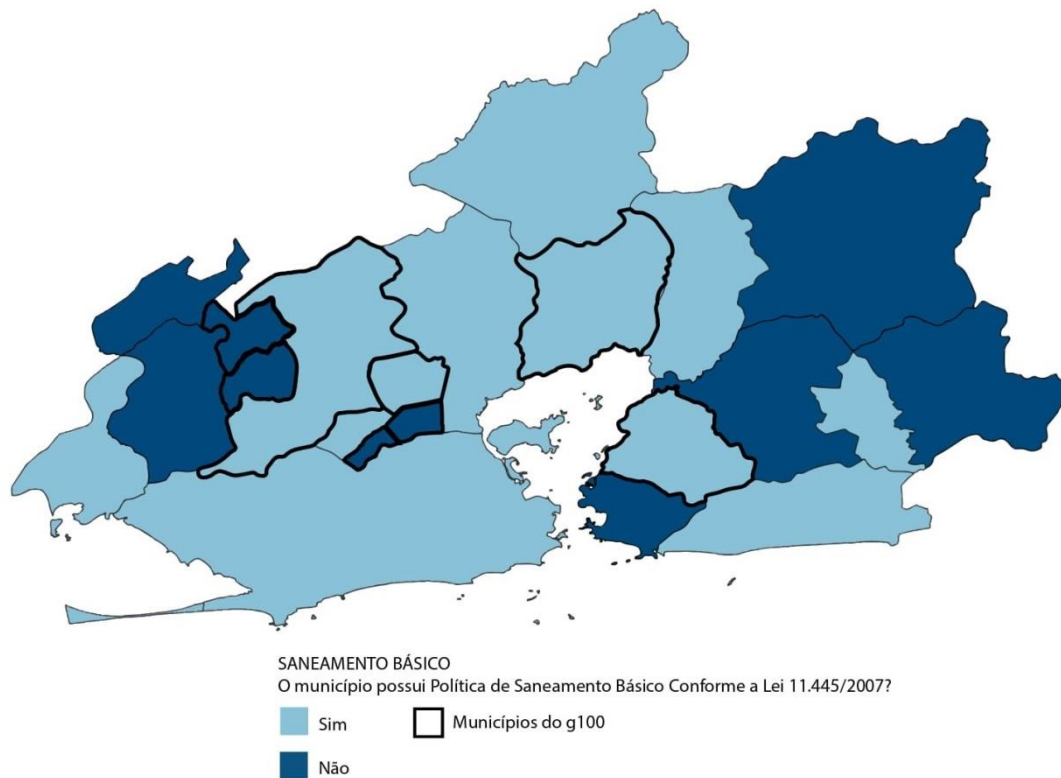 SANEAMENTO BÁSICO
O município possui Política de Saneamento Básico Conforme a Lei 11.445/2007?
Sim
Municípios do g100
Não